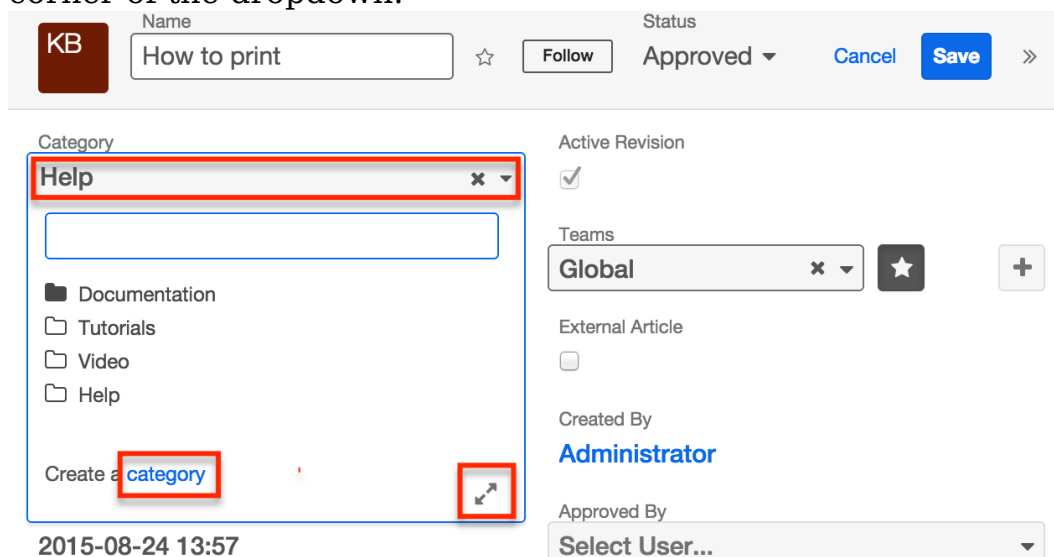 corner of the dropdown.
KB
Name
How to print
Follow
Status
Approved
Cancel
Save
Category
Help
Documentation
Tutorials
Video
Help
Create a category
2015-08-24 13:57
Active Revision
Teams
Global
External Article
Created By
Administrator
Approved By
Select User...